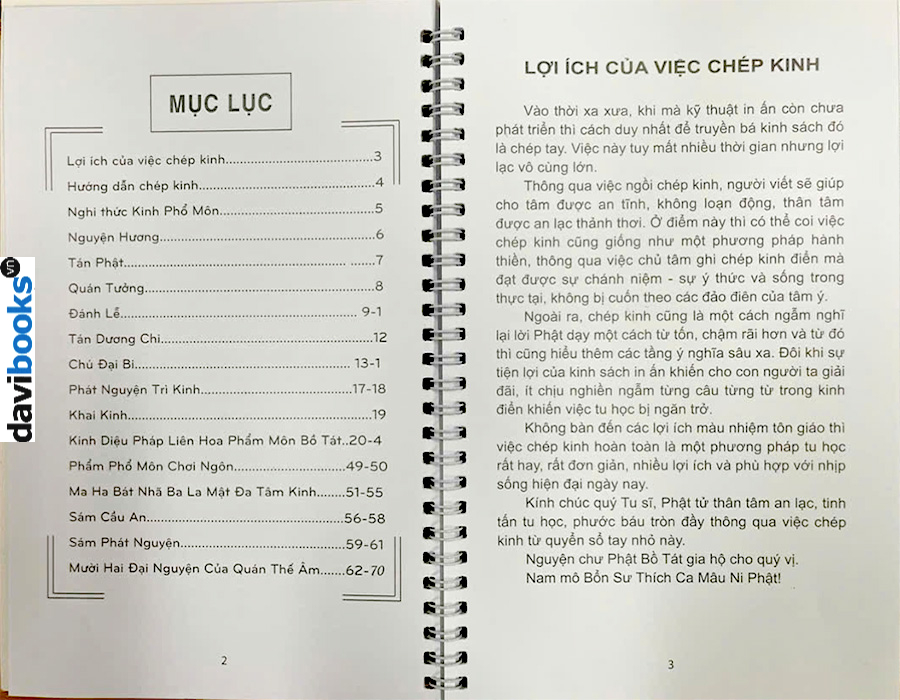 MỤC LỤC
Lợi ích của việc chép kinh..........................................3
Hướng dẫn chép kinh..................................................4
Nghi thức Kinh Phổ Môn.............................................5
Nguyện Hương............................................................6
Tán Phật...................................................... .......7
Quán Tưởng................................................................8
Đảnh Lễ................................................................ 9-1
Tán Dương Chi...........................................................12
Chú Đại Bi........................................................... 13-1
Phát Nguyện Trì Kinh.............................................17-18
Khai Kinh...................................................................19
Kinh Diệu Pháp Liên Hoa Phẩm Môn Bồ Tát..20-4
Phẩm Phổ Môn Chơi Ngôn................................49-50
Ma Ha Bát Nhã Ba La Mật Đa Tâm Kinh........51-55
Sám Cầu An.......................................................56-58
Sám Phát Nguyện..............................................59-61
Mười Hai Đại Nguyện Của Quán Thế Âm.......62-70
2
davibooks
vn
LỢI ÍCH CỦA VIỆC CHÉP KINH
Vào thời xa xưa, khi mà kỹ thuật in ấn còn chưa
phát triển thì cách duy nhất để truyền bá kinh sách đó
là chép tay. Việc này tuy mất nhiều thời gian nhưng lợi
lạc vô cùng lớn.
Thông qua việc ngồi chép kinh, người viết sẽ giúp
cho tâm được an tĩnh, không loạn động, thân tâm
được an lạc thảnh thơi. Ở điểm này thì có thể coi việc
chép kinh cũng giống như một phương pháp hành
thiền, thông qua việc chủ tâm ghi chép kinh điển mà
đạt được sự chánh niệm - sự ý thức và sống trong
thực tại, không bị cuốn theo các đảo điên của tâm ý.
Ngoài ra, chép kinh cũng là một cách ngẫm nghĩ
lại lời Phật dạy một cách từ tốn, chậm rãi hơn và từ đó
thì cũng hiểu thêm các tầng ý nghĩa sâu xa. Đôi khi sự
tiện lợi của kinh sách in ấn khiến cho con người ta giải
đãi, ít chịu nghiền ngẫm từng câu từng từ trong kinh
điển khiến việc tu học bị ngăn trở.
Không bàn đến các lợi ích màu nhiệm tôn giáo thì
việc chép kinh hoàn toàn là một phương pháp tu học
rất hay, rất đơn giản, nhiều lợi ích và phù hợp với nhịp
sống hiện đại ngày nay.
Kính chúc quý Tu sĩ, Phật tử thân tâm an lạc, tinh
tấn tu học, phước báu tròn đầy thông qua việc chép
kinh từ quyển sổ tay nhỏ này.
Nguyện chư Phật Bồ Tát gia hộ cho quý vị.
Nam mô Bổn Sư Thích Ca Mâu Ni Phật!
3